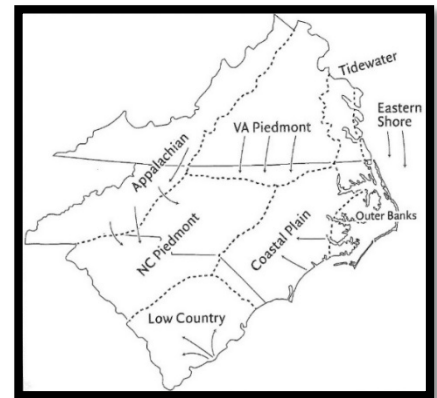 Tidewater
Eastern
Shore
VA Piedmont
Appalachian
Outer Banks
NC Piedmont
Coastal Plain
Low Country